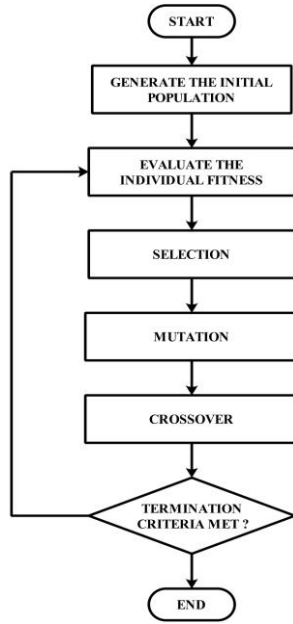 START
GENERATE THE INITIAL
POPULATION
EVALUATE THE
INDIVIDUAL FITNESS
SELECTION
MUTATION
CROSSOVER
TERMINATION
CRITERIA MET ?
END